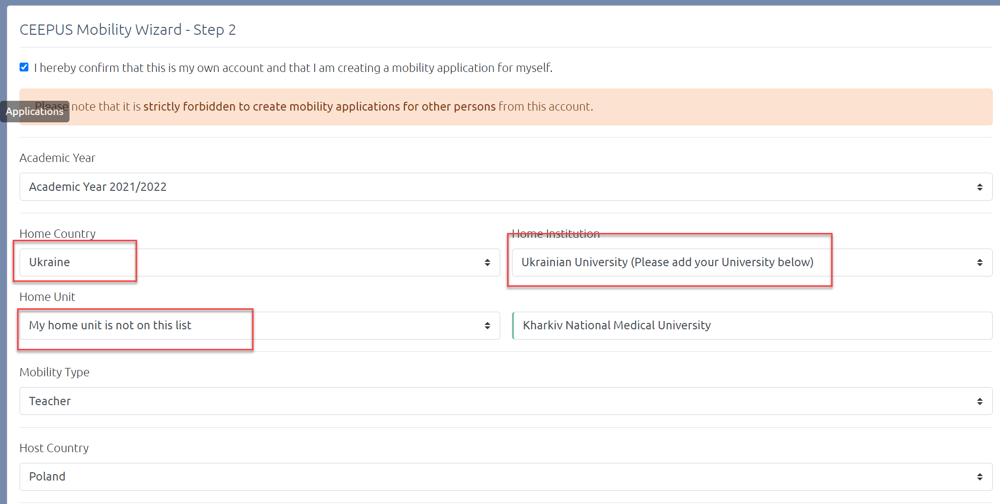 CEEPUS Mobility Wizard - Step 2
I hereby confirm that this is my own account and that I am creating a mobility application for myself.
Please note that it is strictly forbidden to create mobility applications for other persons from this account.
Applications
Academic Year
Academic Year 2021/2022
Home Country
Home Institution
Ukraine
Ukrainian University (Please add your University below)
Home Unit
My home unit is not on this list
Kharkiv National Medical University
Mobility Type
Teacher
Host Country
Poland